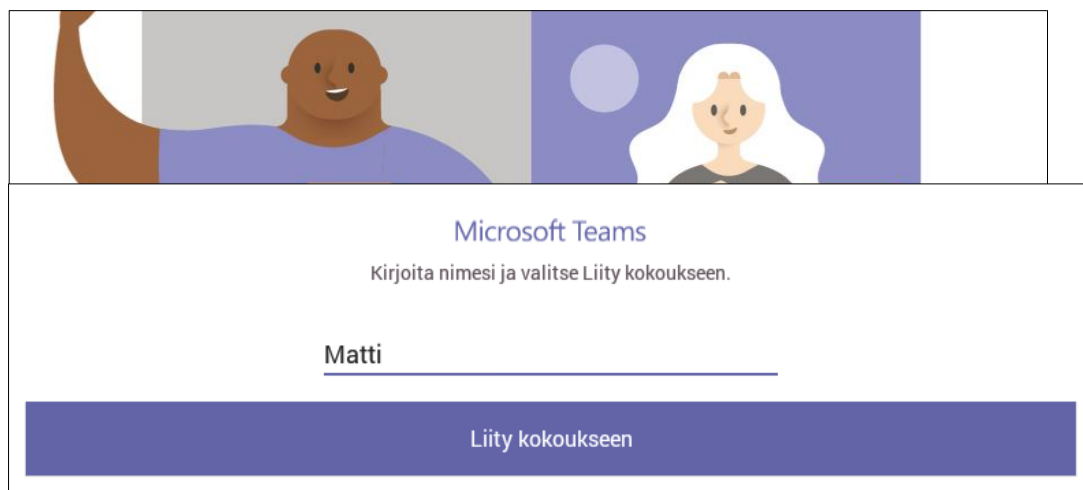 Microsoft Teams
Kirjoita nimesi ja valitse Liity kokoukseen.
Matti
Liity kokoukseen